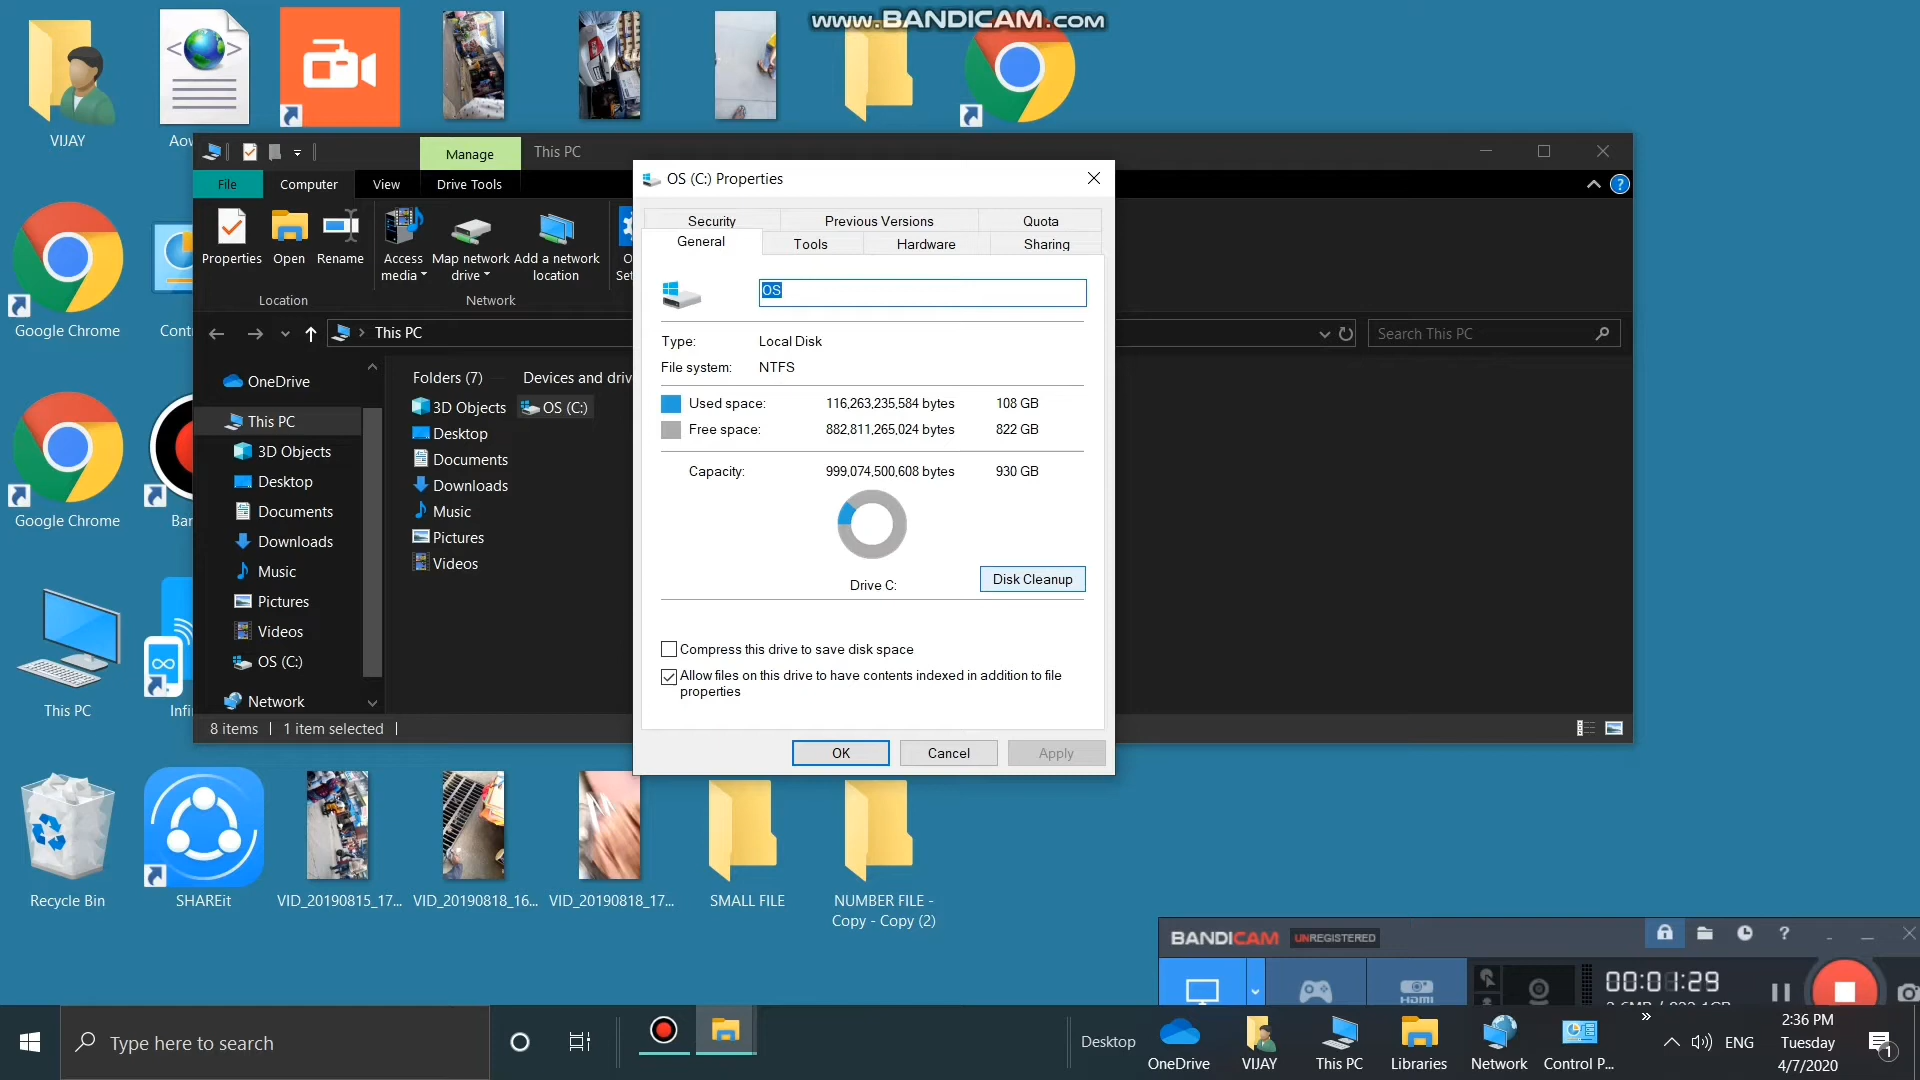 www.BANDICAM.com
VIJAY
Google Chrome
Google Chrome
This PC
Recycle Bin
SHAREit
VID_20190815_17...
VID_20190818_16...
VID_20190818_17...
SMALL FILE
NUMBER FILE -
Copy - Copy (2)
Manage
This PC
File
Computer
View
Drive Tools
Properties
Open
Rename
Access
media
Map network
drive
Add a network
location
Location
Network
This PC
Search This PC
OneDrive
This PC
3D Objects
Desktop
Documents
Downloads
Music
Pictures
Videos
OS (C:)
Network
Folders (7)
3D Objects
Desktop
Documents
Downloads
Music
Pictures
Videos
Devices and driv
OS (C:)
8 items
1 item selected
OS (C:) Properties
Security
Previous Versions
Quota
General
Tools
Hardware
Sharing
OS
Type: Local Disk
File system: NTFS
Used space: 116,263,235,584 bytes 108 GB
Free space: 882,811,265,024 bytes 822 GB
Capacity: 999,074,500,608 bytes 930 GB
Drive C:
Disk Cleanup
Compress this drive to save disk space
Allow files on this drive to have contents indexed in addition to file
properties
OK
Cancel
Apply
BANDICAM UNREGISTERED
HDMI
00:01:29
Type here to search
Desktop
OneDrive
VIJAY
This PC
Libraries
Network
Control P...
ENG
2:36 PM
Tuesday
4/7/2020
1